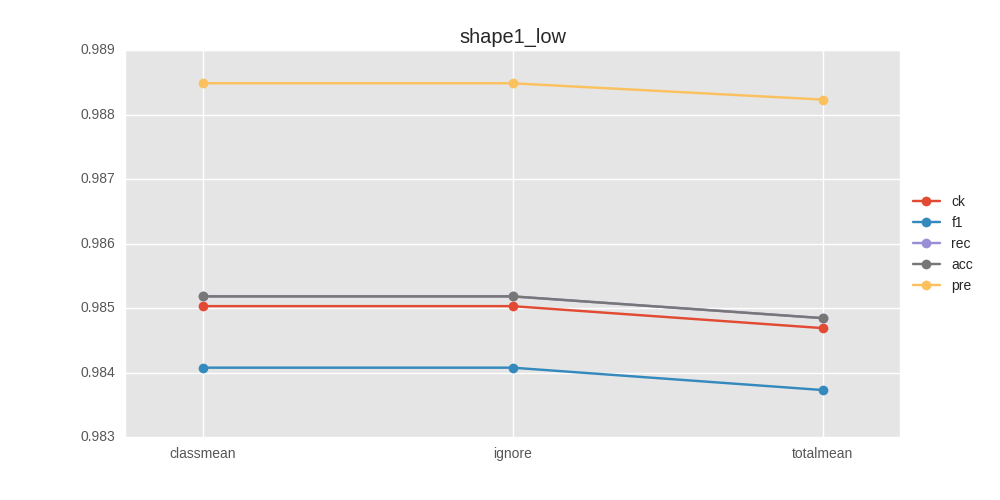 shape1_low
0.989
0.988
0.987
0.986
0.985
0.984
0.983
classmean
ignore
totalmean
ck
f1
rec
acc
pre